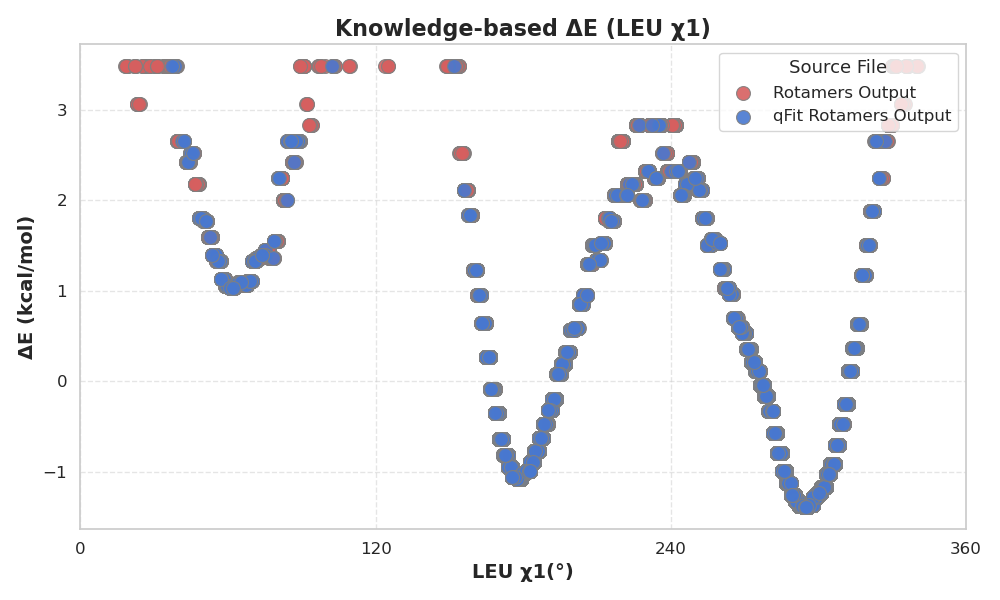 Knowledge-based ΔE (LEU χ1)
Source File
Rotamers Output
qFit Rotamers Output
ΔE (kcal/mol)
3
2
1
0
−1
0
120
240
360
LEU χ1(°)